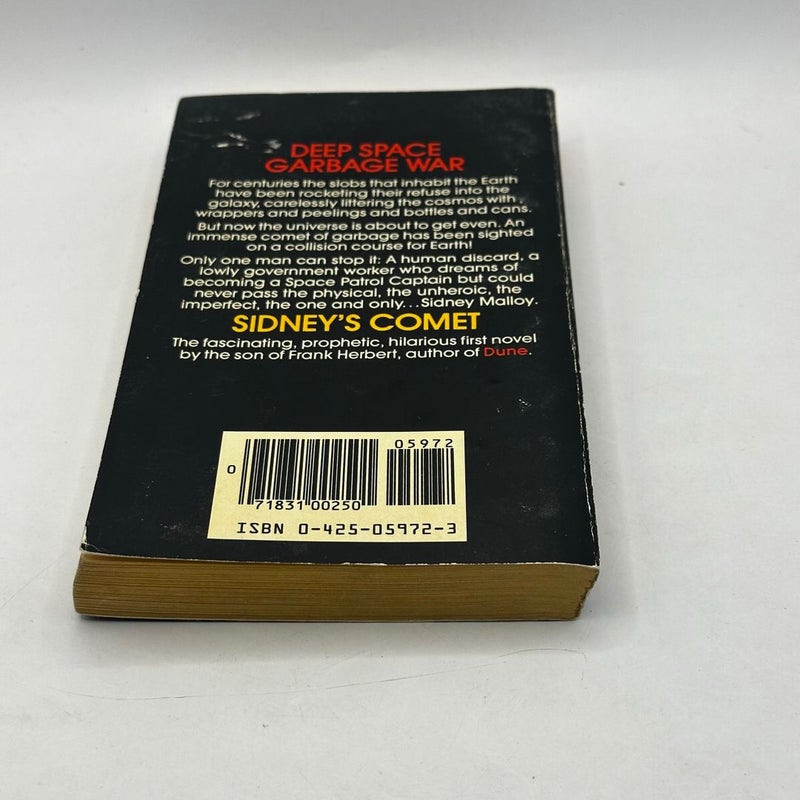 DEEP SPACE
GARBAGE WAR
For centuries the slobs that inhabit the Earth
have been rocketing their refuse into the
galaxy, carelessly littering the cosmos with
wrappers and peelings and bottles and cans.
But now the universe is about to get even. An
immense comet of garbage has been sighted
on a collision course for Earth!
Only one man can stop it: A human discard, a
lowly government worker who dreams of
becoming a Space Patrol Captain but could
never pass the physical, the unheroic, the
imperfect, the one and only...Sidney Malloy.
SIDNEY'S COMET
The fascinating, prophetic, hilarious first novel
by the son of Frank Herbert, author of Dune.
05972
0
71831 00250
ISBN 0-425-05972-3